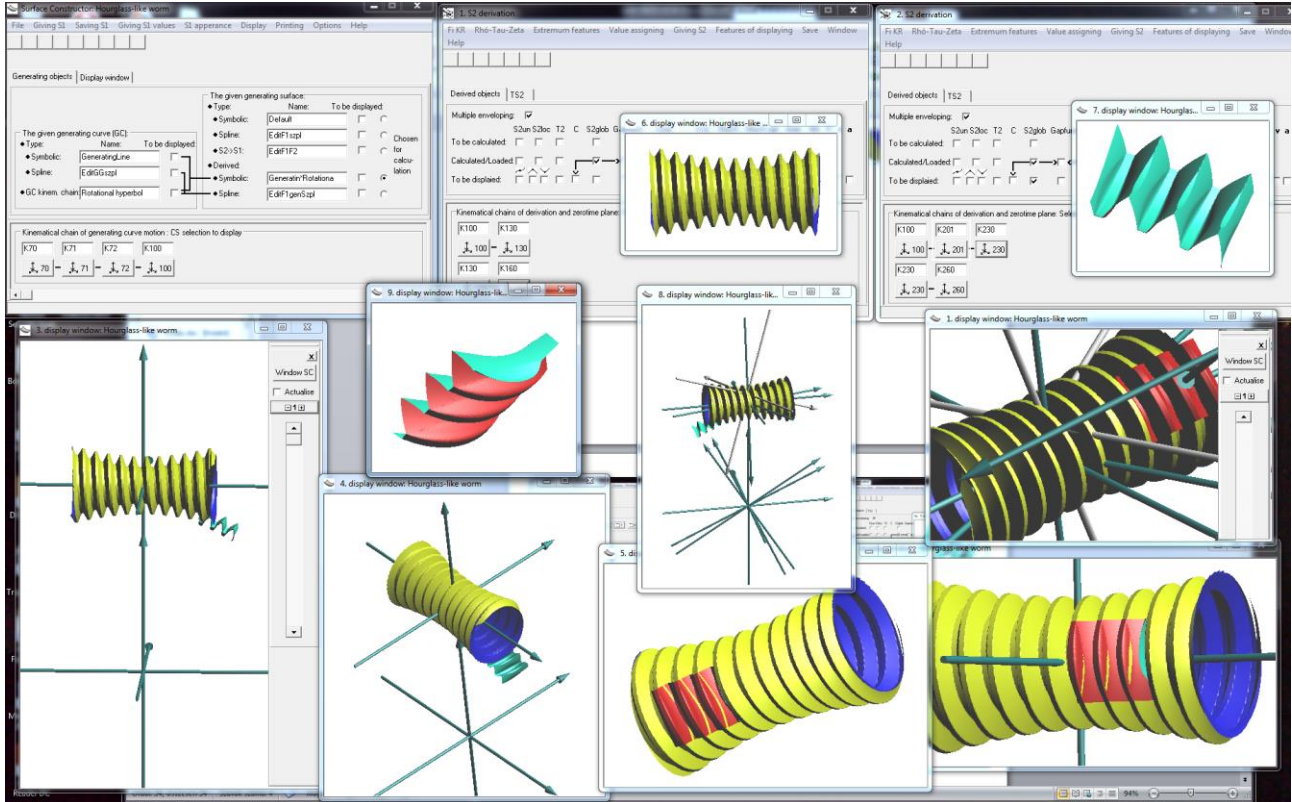 Surface Constructor: Hourglass-like worm
File Giving S1 Saving S1 Giving S1 values S1 apperance Display Printing Options Help
Generating objects Display window
The given generating surface:
Type: Name: To be displayed:
Symbolic: Default
Spline: EditF1szpl
S2->S1: EditF1F2
Derived:
Symbolic: Generatin*Rotationa
Spline: EditF1genSzpl
Chosen
for
calcu-
lation
The given generating curve (GC):
Type: Name: To be displayed:
Symbolic: GeneratingLine
Spline: EditGGszpl
GC kinem. chain: Rotational hyperbol
Kinematical chain of generating curve motion : CS selection to display
K70 K71 K72 K100
70 71 72 100
1. S2 derivation
Fi KR Rhó-Tau-Zeta Extremum features Value assigning Giving S2 Features of displaying Save Window
Help
Derived objects TS2
Multiple enveloping:
S2un S2loc T2 C S2glob
To be calculated:
Calculated/Loaded:
To be displaied:
Kinematical chains of derivation and zerotime plane:
K100 K130
100 130
K130 K160
2. S2 derivation
Fi KR Rhó-Tau-Zeta Extremum features Value assigning Giving S2 Features of displaying Save Window
Help
Derived objects TS2
Multiple enveloping:
S2un S2loc T2 C S2glob Gapfun
v a
To be calculated:
Calculated/Loaded:
To be displaied:
Kinematical chains of derivation and zerotime plane: Sele
K100 K201 K230
100 201 230
K230 K260
230 260
6. display window: Hourglass-like ...
7. display window: Hourglas...
9. display window: Hourglass-lik...
8. display window: Hourglass-lik...
3. display window: Hourglass-like worm
x
Window SC
Actualise
1
1. display window: Hourglass-like worm
x
Window SC
Actualise
1
4. display window: Hourglass-like worm
5. dis
rglass-like worm
94%